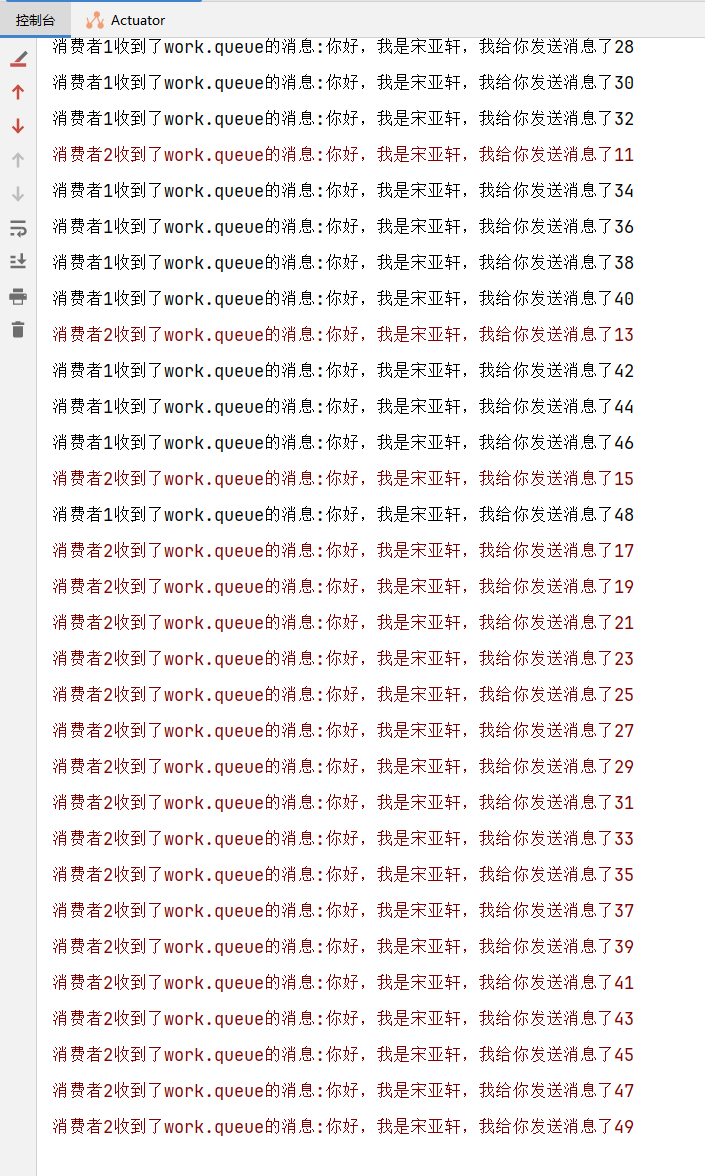 控制台 Actuator
消费者1收到了work.queue的消息:你好，我是宋亚轩，我给你发送消息了28
消费者1收到了work.queue的消息:你好，我是宋亚轩，我给你发送消息了30
消费者1收到了work.queue的消息:你好，我是宋亚轩，我给你发送消息了32
消费者2收到了work.queue的消息:你好，我是宋亚轩，我给你发送消息了11
消费者1收到了work.queue的消息:你好，我是宋亚轩，我给你发送消息了34
消费者1收到了work.queue的消息:你好，我是宋亚轩，我给你发送消息了36
消费者1收到了work.queue的消息:你好，我是宋亚轩，我给你发送消息了38
消费者1收到了work.queue的消息:你好，我是宋亚轩，我给你发送消息了40
消费者2收到了work.queue的消息:你好，我是宋亚轩，我给你发送消息了13
消费者1收到了work.queue的消息:你好，我是宋亚轩，我给你发送消息了42
消费者1收到了work.queue的消息:你好，我是宋亚轩，我给你发送消息了44
消费者1收到了work.queue的消息:你好，我是宋亚轩，我给你发送消息了46
消费者2收到了work.queue的消息:你好，我是宋亚轩，我给你发送消息了15
消费者1收到了work.queue的消息:你好，我是宋亚轩，我给你发送消息了48
消费者2收到了work.queue的消息:你好，我是宋亚轩，我给你发送消息了17
消费者2收到了work.queue的消息:你好，我是宋亚轩，我给你发送消息了19
消费者2收到了work.queue的消息:你好，我是宋亚轩，我给你发送消息了21
消费者2收到了work.queue的消息:你好，我是宋亚轩，我给你发送消息了23
消费者2收到了work.queue的消息:你好，我是宋亚轩，我给你发送消息了25
消费者2收到了work.queue的消息:你好，我是宋亚轩，我给你发送消息了27
消费者2收到了work.queue的消息:你好，我是宋亚轩，我给你发送消息了29
消费者2收到了work.queue的消息:你好，我是宋亚轩，我给你发送消息了31
消费者2收到了work.queue的消息:你好，我是宋亚轩，我给你发送消息了33
消费者2收到了work.queue的消息:你好，我是宋亚轩，我给你发送消息了35
消费者2收到了work.queue的消息:你好，我是宋亚轩，我给你发送消息了37
消费者2收到了work.queue的消息:你好，我是宋亚轩，我给你发送消息了39
消费者2收到了work.queue的消息:你好，我是宋亚轩，我给你发送消息了41
消费者2收到了work.queue的消息:你好，我是宋亚轩，我给你发送消息了43
消费者2收到了work.queue的消息:你好，我是宋亚轩，我给你发送消息了45
消费者2收到了work.queue的消息:你好，我是宋亚轩，我给你发送消息了47
消费者2收到了work.queue的消息:你好，我是宋亚轩，我给你发送消息了49